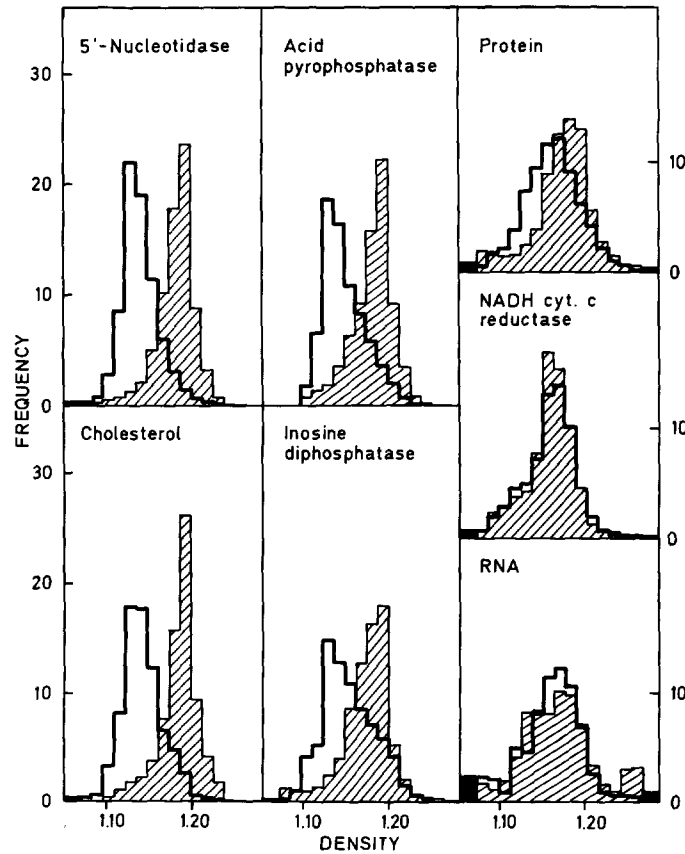 5'-Nucleotidase
Acid
pyrophosphatase
Protein
30
20
10
0
10
0
NADH cyt. c
reductase
10
0
FREQUENCY
Cholesterol
Inosine
diphosphatase
RNA
30
20
10
0
10
0
1.10
1.20
1.10
1.20
1.10
1.20
DENSITY